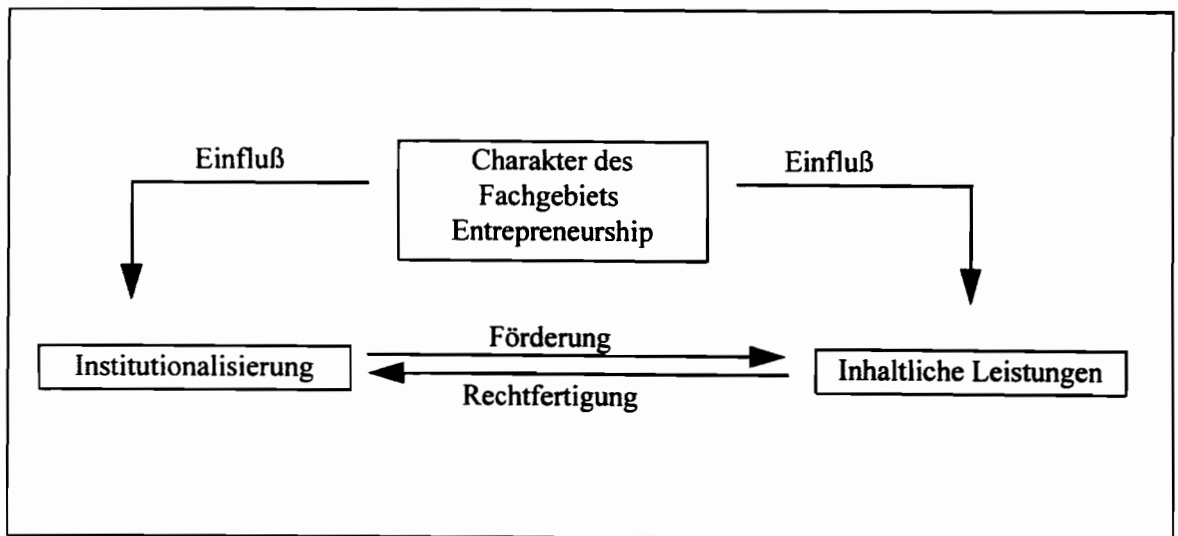 Einfluß
Charakter des
Fachgebiets
Entrepreneurship
Einfluß
Förderung
Institutionalisierung
Inhaltliche Leistungen
Rechtfertigung